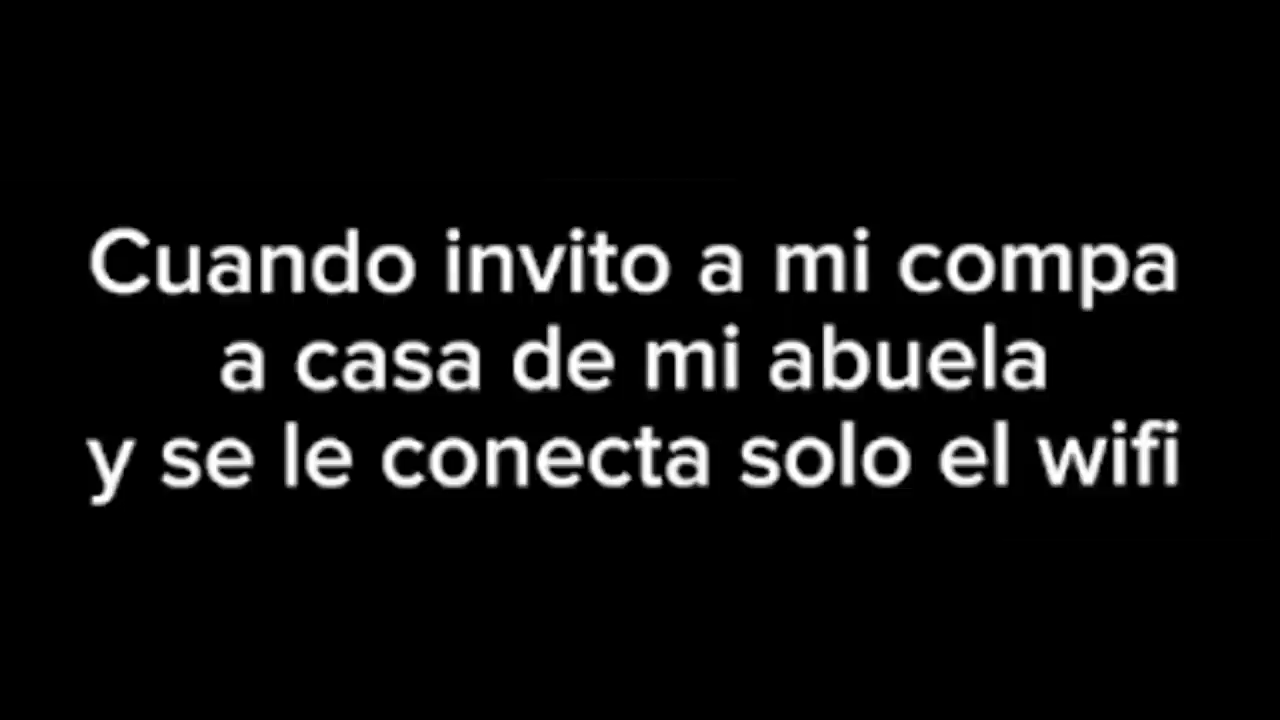 Cuando invito a mi compa
a casa de mi abuela
y se le conecta solo el wifi